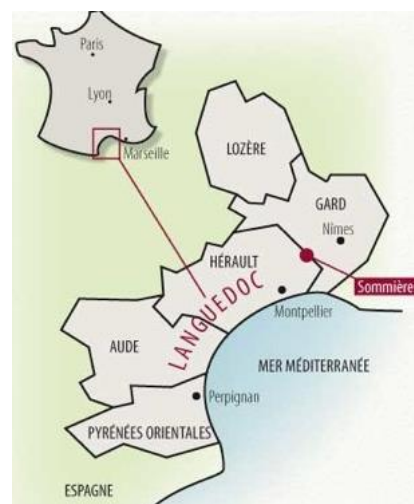 Paris
Lyon
Marseille
LOZÈRE
GARD
Nîmes
HÉRAULT
Sommière
Montpellier
LANGUEDOC
AUDE
MER MÉDITERRANÉE
Perpignan
PYRÉNÉES ORIENTALES
ESPAGNE